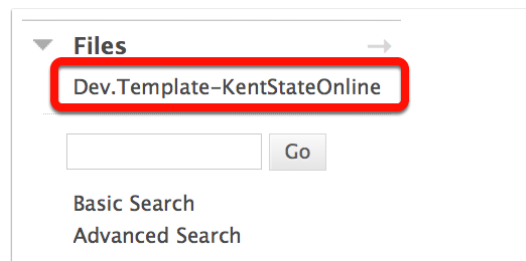 Files
Dev.Template-KentStateOnline
Go
Basic Search
Advanced Search